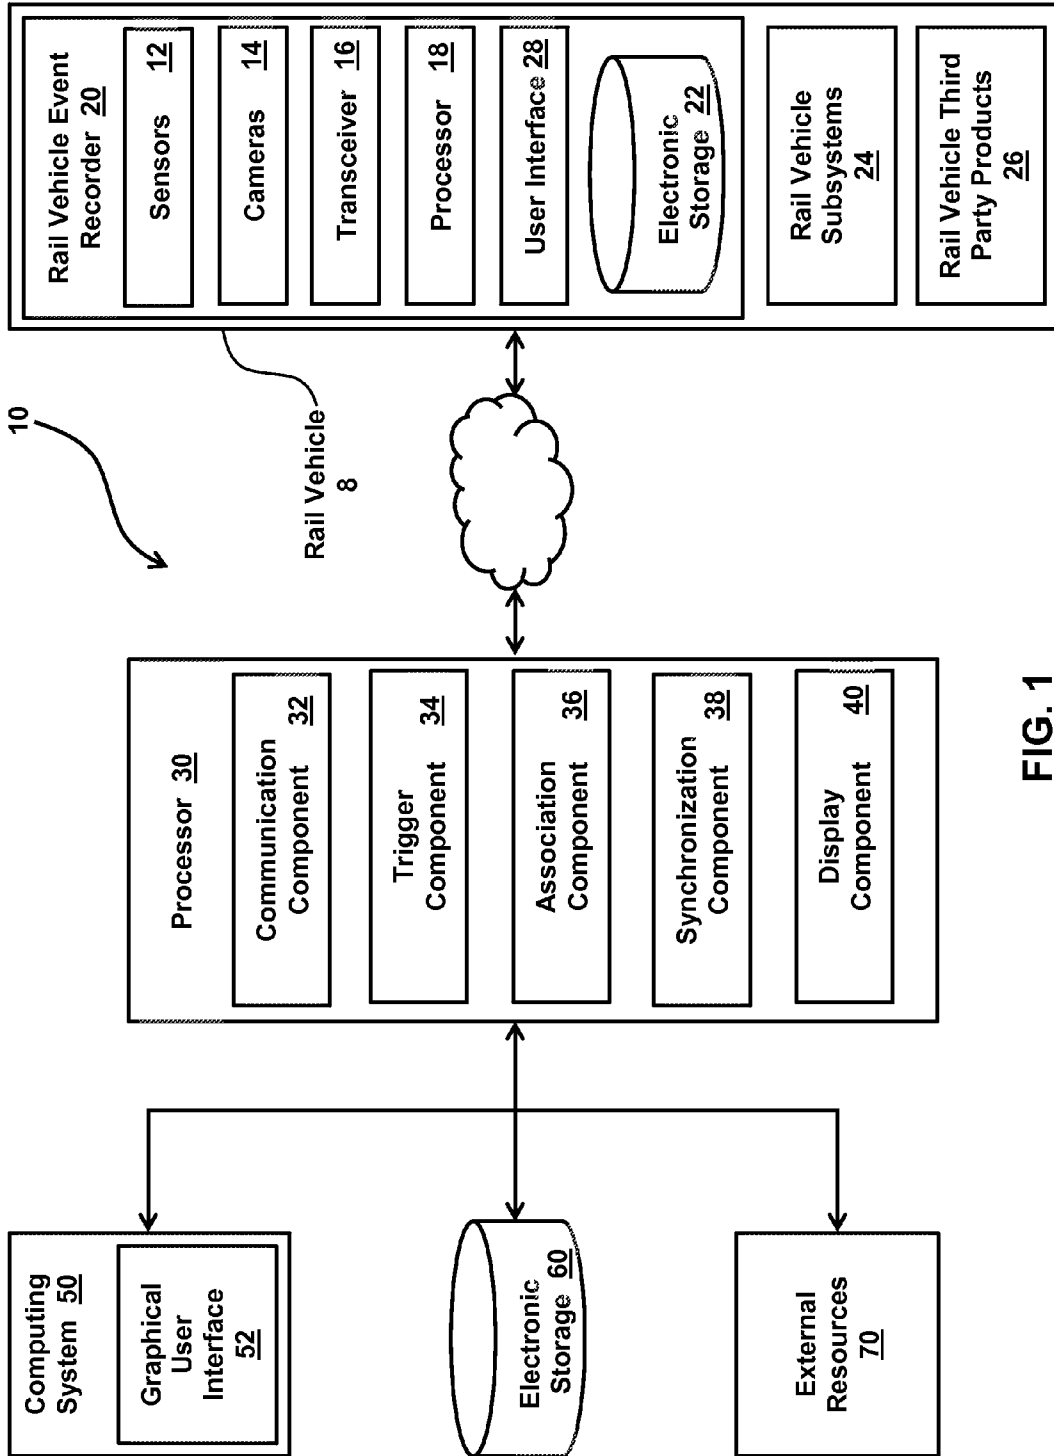 10
Computing
System 50
Graphical
User
Interface
52
Electronic
Storage 60
External
Resources
70
Processor 30
Communication
Component 32
Trigger
Component 34
Association
Component 36
Synchronization
Component 38
Display
Component 40
Rail Vehicle
8
Rail Vehicle Event
Recorder 20
Sensors 12
Cameras 14
Transceiver 16
Processor 18
User Interface 28
Electronic
Storage 22
Rail Vehicle
Subsystems
24
Rail Vehicle Third
Party Products
26
FIG. 1